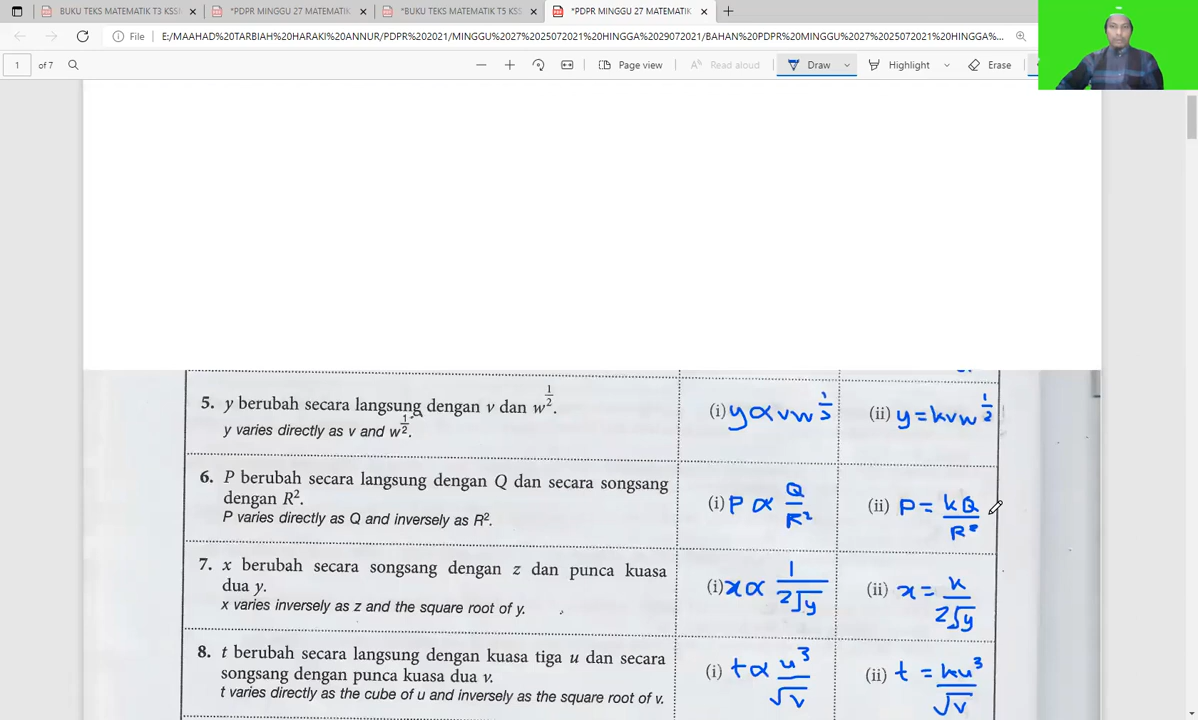 BUKU TEKS MATEMATIK T3 KSSI
*PDPR MINGGU 27 MATEMATIK
*BUKU TEKS MATEMATIK T5 KSS
*PDPR MINGGU 27 MATEMATIK
File E:/MAAHAD%20TARBIAH%20HARAKI%20ANNUR/PDPR%202021/MINGGU%2027%2025072021%20HINGGA%2029072021/BAHAN%20PDPR%20MINGGU%2027%2025072021%20HINGGA%...
1 of 7 Page view Read aloud Draw Highlight Erase
5. y berubah secara langsung dengan v dan w^{1/2}.
y varies directly as v and w^{1/2}.
(i) y ∝ vw^{1/2}
(ii) y = kvw^{1/2}
6. P berubah secara langsung dengan Q dan secara songsang
dengan R².
P varies directly as Q and inversely as R².
(i) P ∝ Q/R²
(ii) P = kQ/R²
7. x berubah secara songsang dengan z dan punca kuasa
dua y.
x varies inversely as z and the square root of y.
(i) x ∝ 1/2√y
(ii) x = k/2√y
8. t berubah secara langsung dengan kuasa tiga u dan secara
songsang dengan punca kuasa dua v.
t varies directly as the cube of u and inversely as the square root of v.
(i) t ∝ u³/√v
(ii) t = ku³/√v